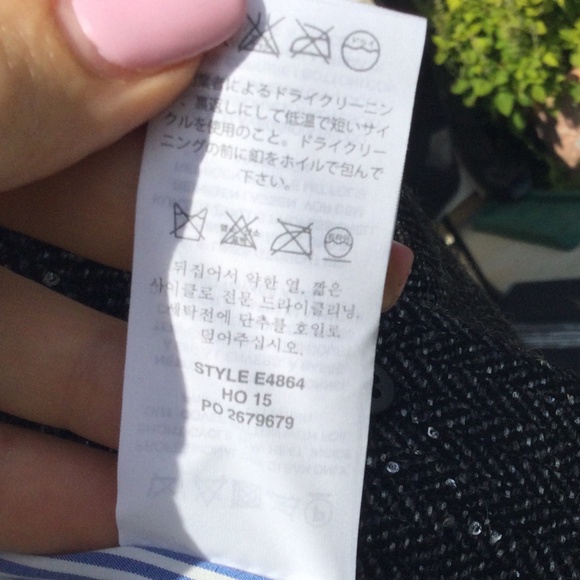 業者によるドライクリーニン
、裏返しにして低温で短いサイ
クルを使用のこと。ドライクリー
ニングの前に釦をホイルで包んで
下さい。
뒤집어서 약한 열, 짧은
사이클로 전문 드라이클리닝.
세탁전에 단추를 호일로
덮어주십시오.
STYLE E4864
HO 15
PO 2679679